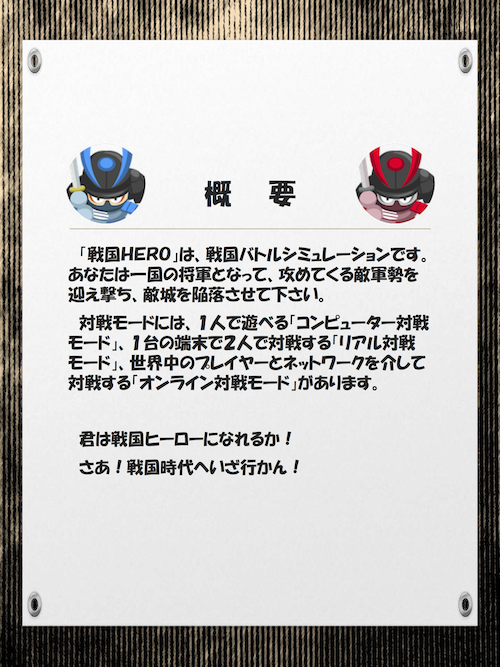 概　要
「戦国HERO」は、戦国バトルシミュレーションです。
あなたは一国の将軍となって、攻めてくる敵軍勢を
迎え撃ち、敵城を陥落させて下さい。
対戦モードには、1人で遊べる「コンピューター対戦
モード」、1台の端末で2人で対戦する「リアル対戦
モード」、世界中のプレイヤーとネットワークを介して
対戦する「オンライン対戦モード」があります。
君は戦国ヒーローになれるか！
さあ！戦国時代へいざ行かん！